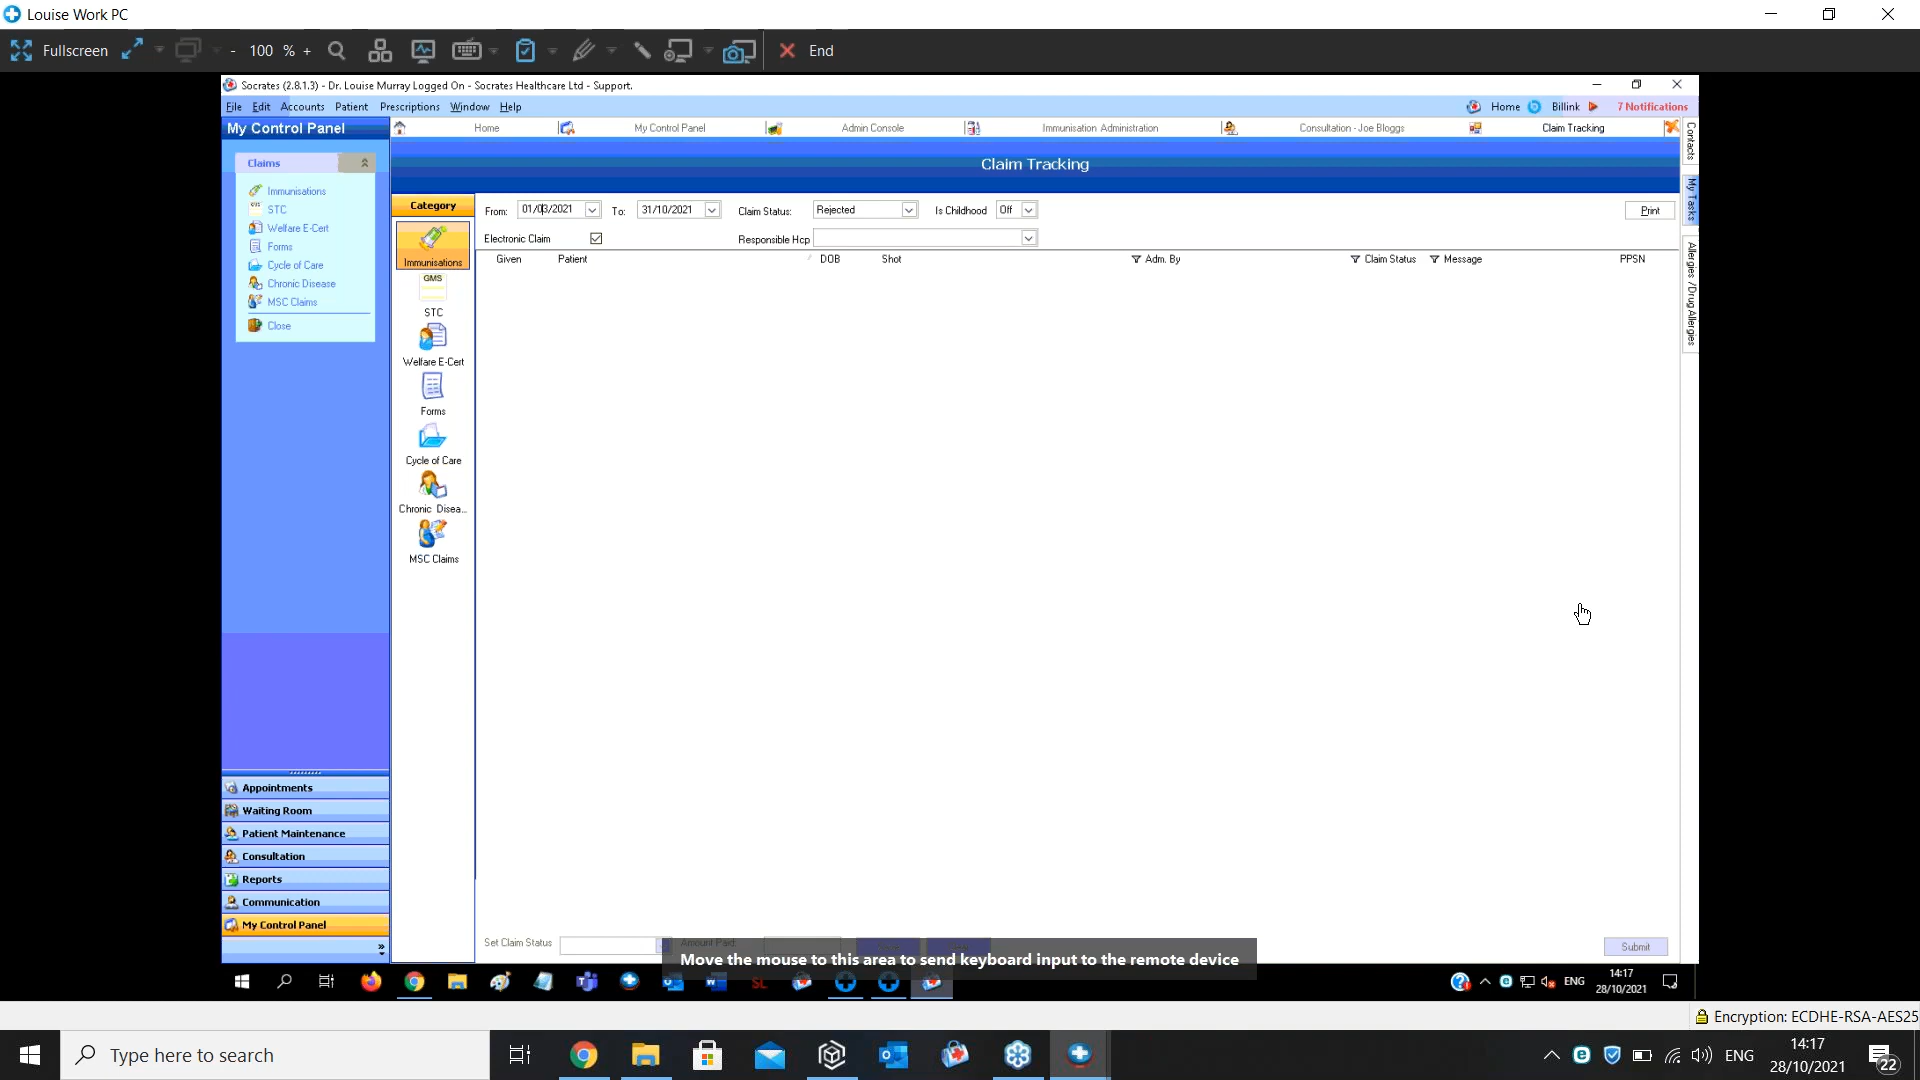 Louise Work PC
Fullscreen - 100 % + End
Socrates (2.8.1.3) - Dr. Louise Murray Logged On - Socrates Healthcare Ltd - Support.
File Edit Accounts Patient Prescriptions Window Help Home Billink 7 Notifications
My Control Panel Home My Control Panel Admin Console Immunisation Administration Consultation - Joe Bloggs Claim Tracking
Claims
Immunisations
STC
Welfare E-Cert
Forms
Cycle of Care
Chronic Disease
MSC Claims
Close
Claim Tracking
Category
Immunisations
GMS
STC
Welfare E-Cert
Forms
Cycle of Care
Chronic Disea...
MSC Claims
From: 01/03/2021 To: 31/10/2021 Claim Status: Rejected Is Childhood Off Print
Electronic Claim Responsible Hcp
Given Patient DOB Shot Adm. By Claim Status Message PPSN
Contacts
My Tasks
Allergies /Drug Allergies
Appointments
Waiting Room
Patient Maintenance
Consultation
Reports
Communication
My Control Panel
Set Claim Status Amount Paid Submit
Move the mouse to this area to send keyboard input to the remote device
ENG 14:17
28/10/2021
Encryption: ECDHE-RSA-AES25
Type here to search
ENG 14:17
28/10/2021
22